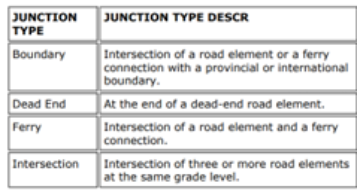 JUNCTION TYPE DESCR
JUNCTION
TYPE
Boundary
Intersection of a road element or a ferry
connection with a provincial or international
boundary.
Dead End
At the end of a dead-end road element.
Ferry
Intersection of a road element and a ferry
connection.
Intersection
Intersection of three or more road elements
at the same grade level.